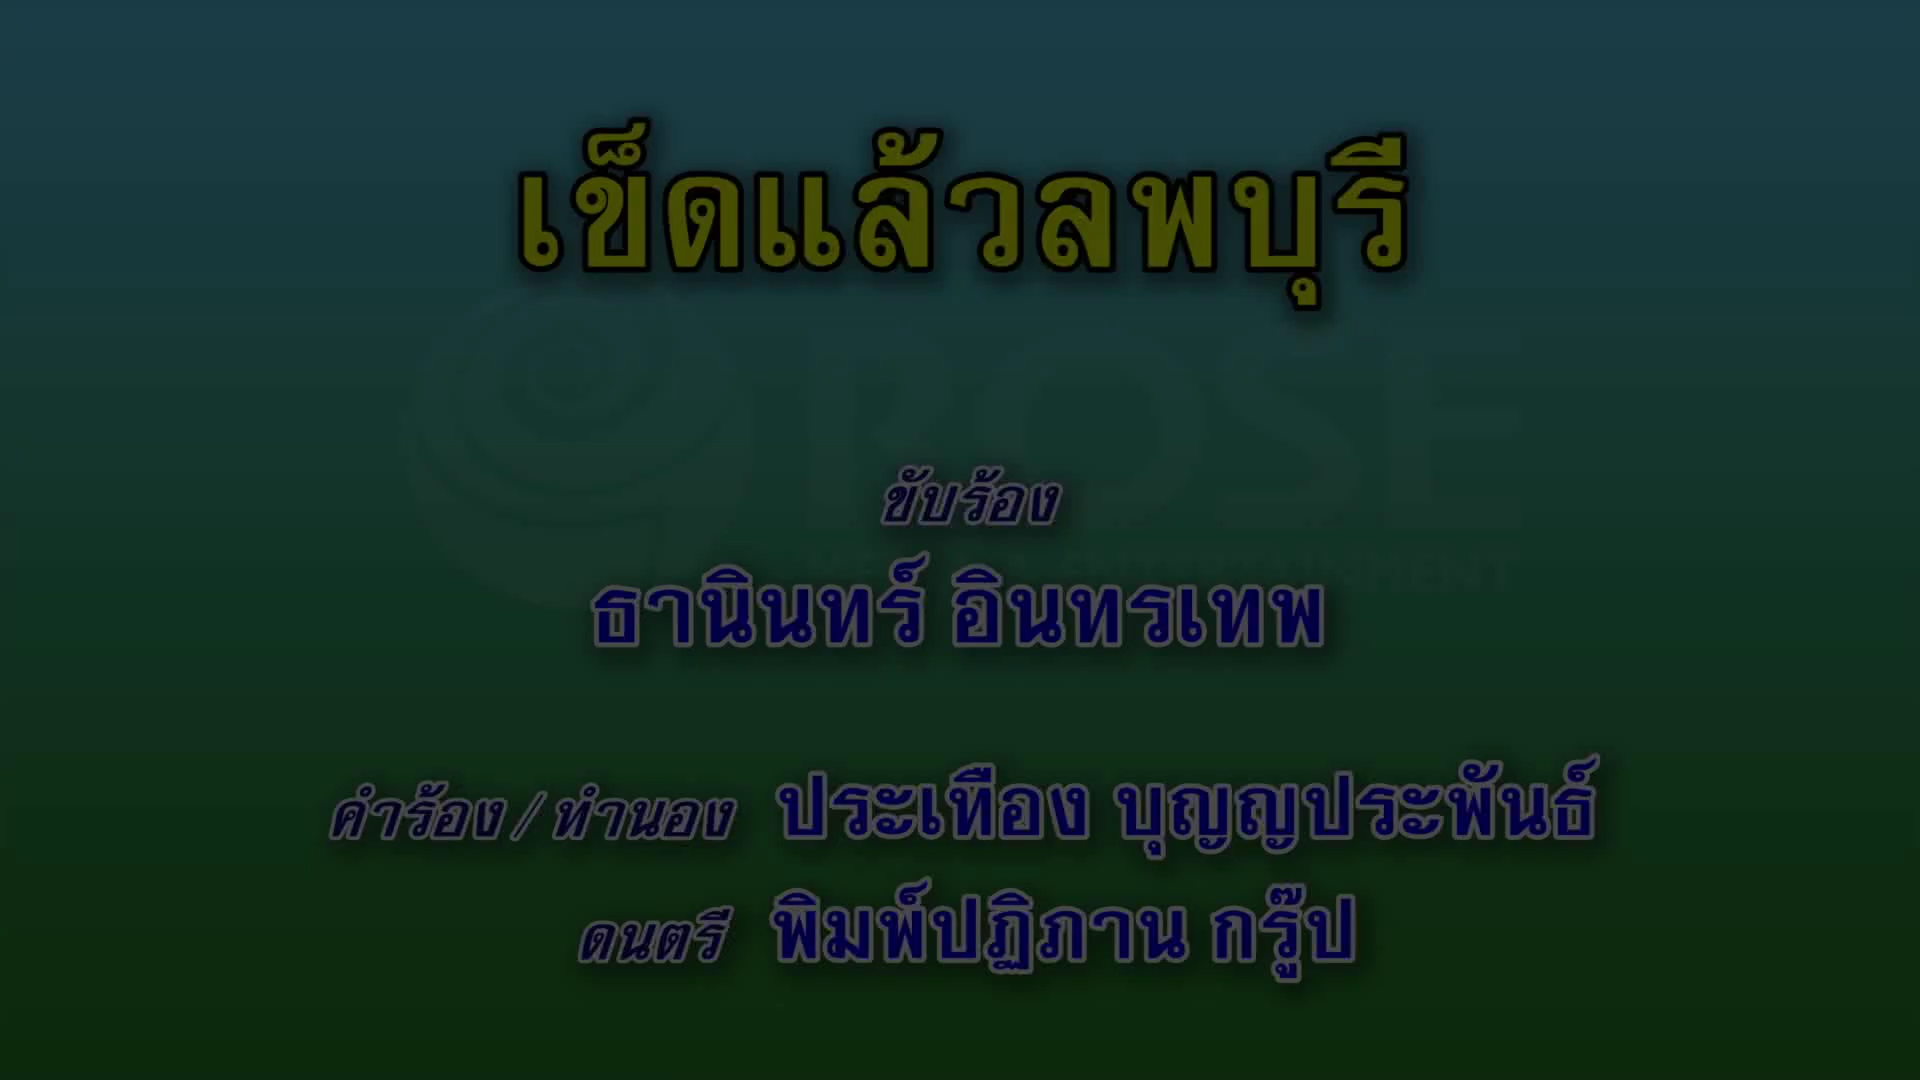 เข็ดแล้วลพบุรี
ROSE
ขับร้อง
ธานินทร์ อินทรเทพ
คำร้อง / ทำนอง ประเทือง บุญญประพันธ์
ดนตรี พิมพ์ปฏิภาน กรุ๊ป